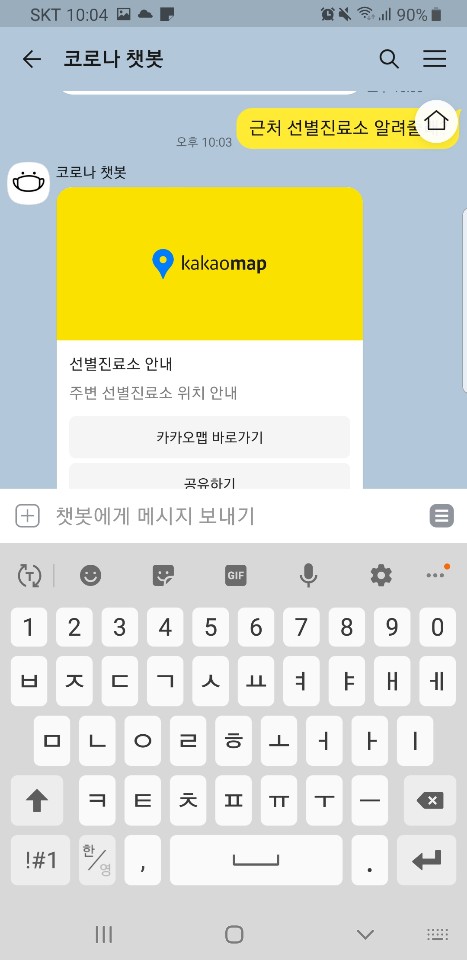 SKT 10:04 90%
코로나 챗봇
근처 선별진료소
오후 10:03
코로나 챗봇
kakaomap
선별진료소 안내
주변 선별진료소 위치 안내
카카오맵 바로가기
공유하기
챗봇에게 메시지 보내기
T GIF
1 2 3 4 5 6 7 8 9 0
ㅂ ㅈ ㄷ ㄱ ㅅ ㅛ ㅕ ㅑ ㅐ ㅔ
ㅁ ㄴ ㅇ ㄹ ㅎ ㅗ ㅓ ㅏ ㅣ
ㅋ ㅌ ㅊ ㅍ ㅠ ㅜ ㅡ
!#1 한/영 , .